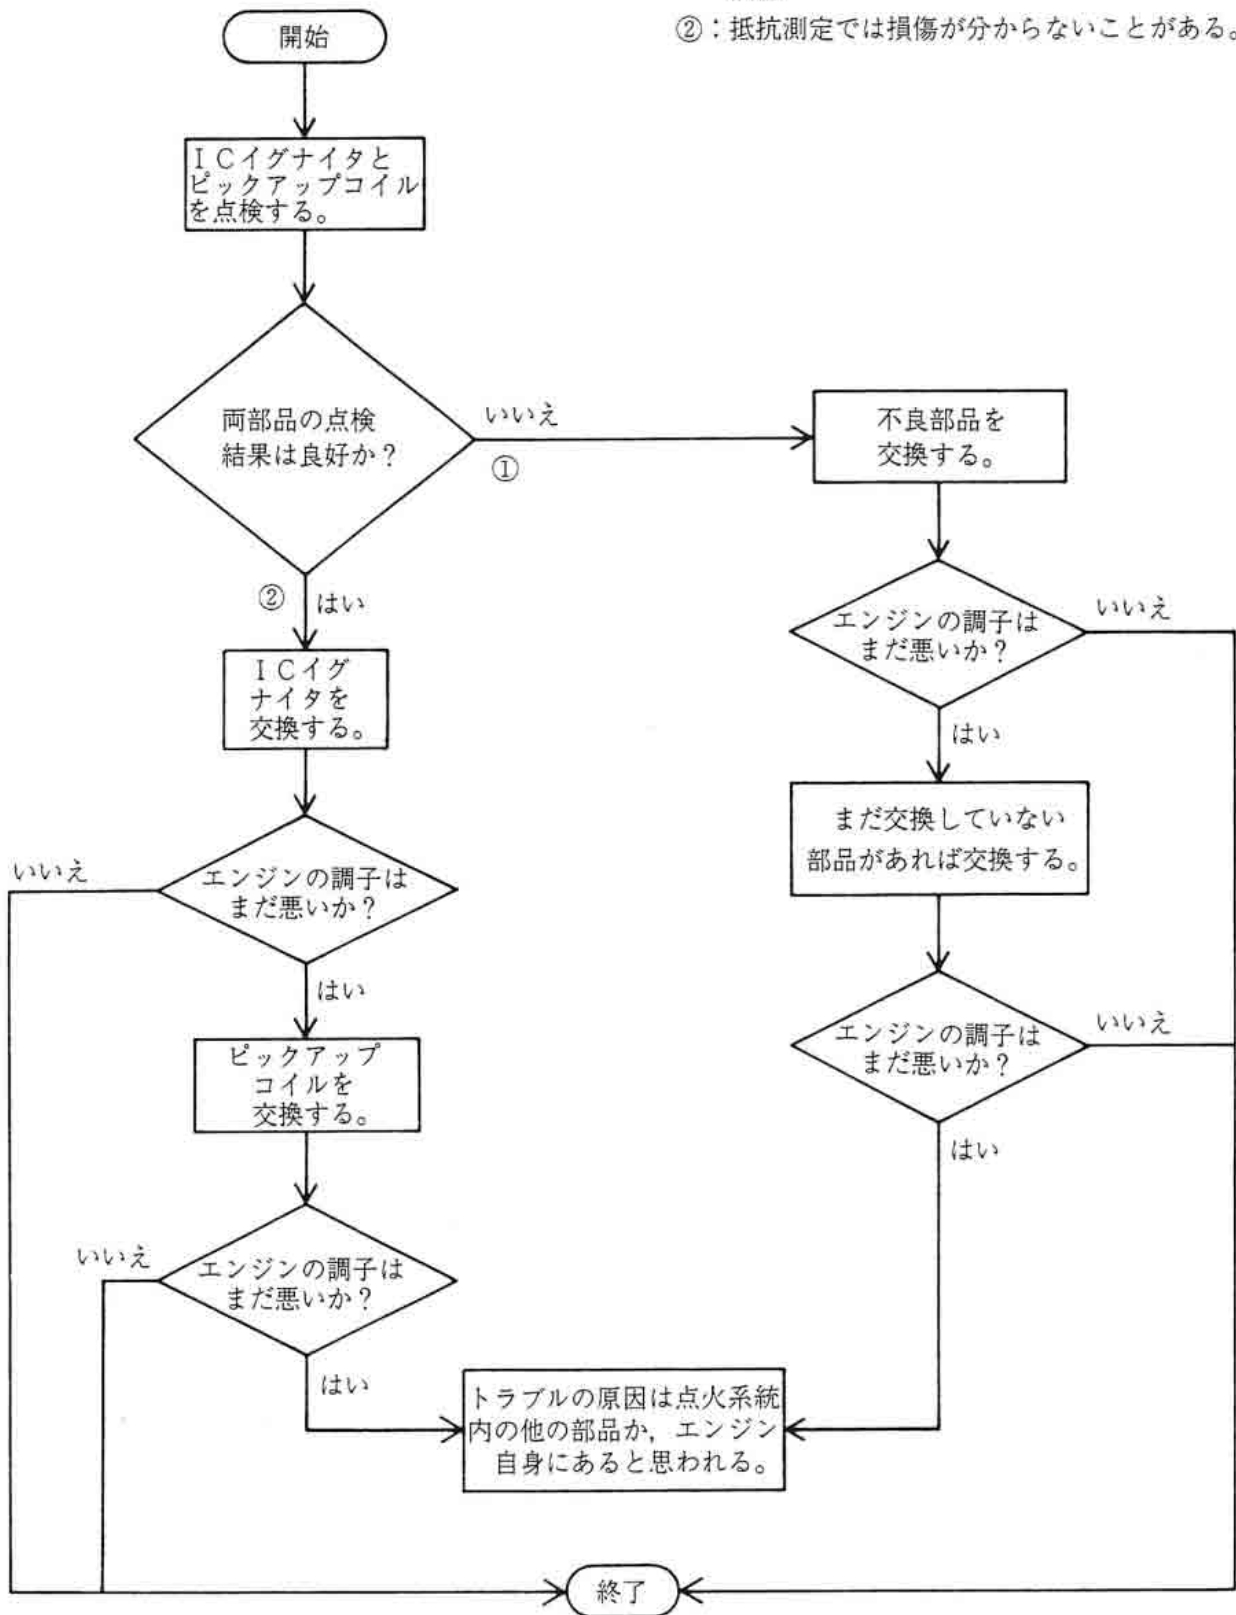 ②：抵抗測定では損傷が分からないことがある。
開始
ＩＣイグナイタと
ピックアップコイル
を点検する。
両部品の点検
結果は良好か？
いいえ
①
不良部品を
交換する。
②
はい
エンジンの調子は
まだ悪いか？
いいえ
はい
ＩＣイグ
ナイタを
交換する。
まだ交換していない
部品があれば交換する。
いいえ
エンジンの調子は
まだ悪いか？
はい
エンジンの調子は
まだ悪いか？
いいえ
はい
ピックアップ
コイルを
交換する。
いいえ
エンジンの調子は
まだ悪いか？
はい
トラブルの原因は点火系統
内の他の部品か，エンジン
自身にあると思われる。
終了